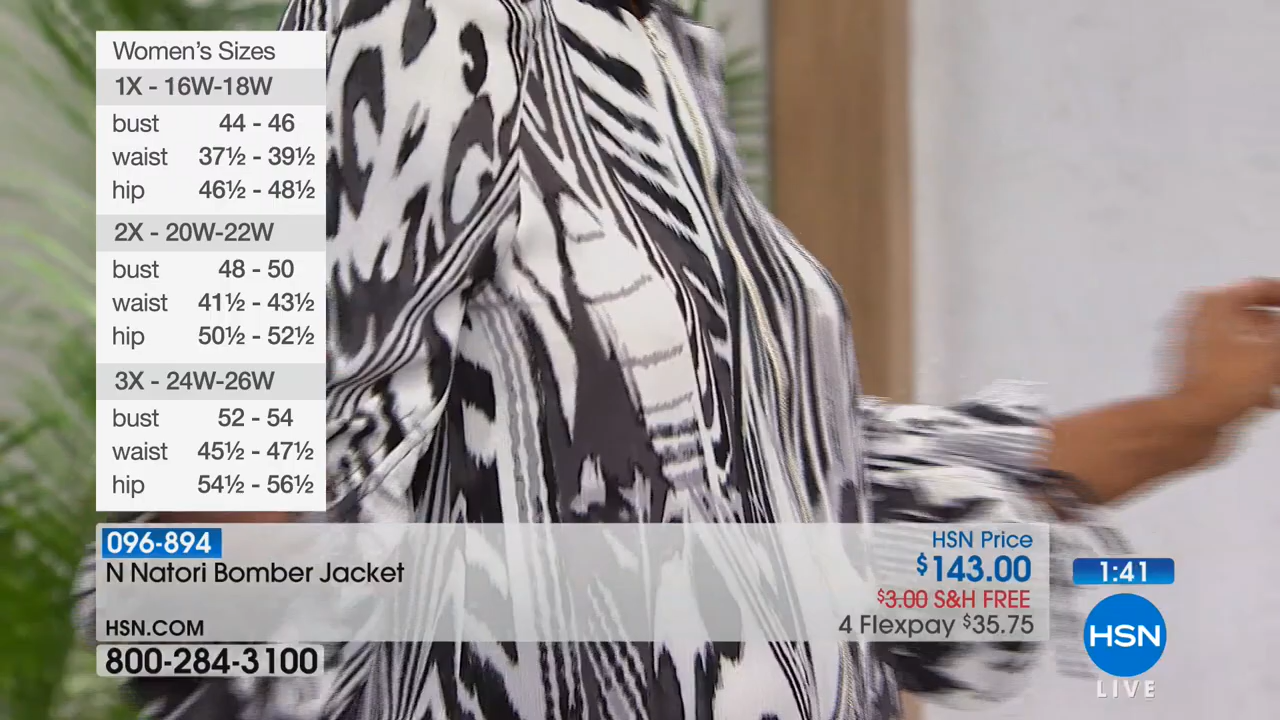 Women's Sizes
1X - 16W-18W
bust 44 - 46
waist 37½ - 39½
hip 46½ - 48½
2X - 20W-22W
bust 48 - 50
waist 41½ - 43½
hip 50½ - 52½
3X - 24W-26W
bust 52 - 54
waist 45½ - 47½
hip 54½ - 56½
096-894
N Natori Bomber Jacket
HSN.COM
800-284-3100
HSN Price
$143.00
$3.00 S&H FREE
4 Flexpay $35.75
1:41
HSN
LIVE